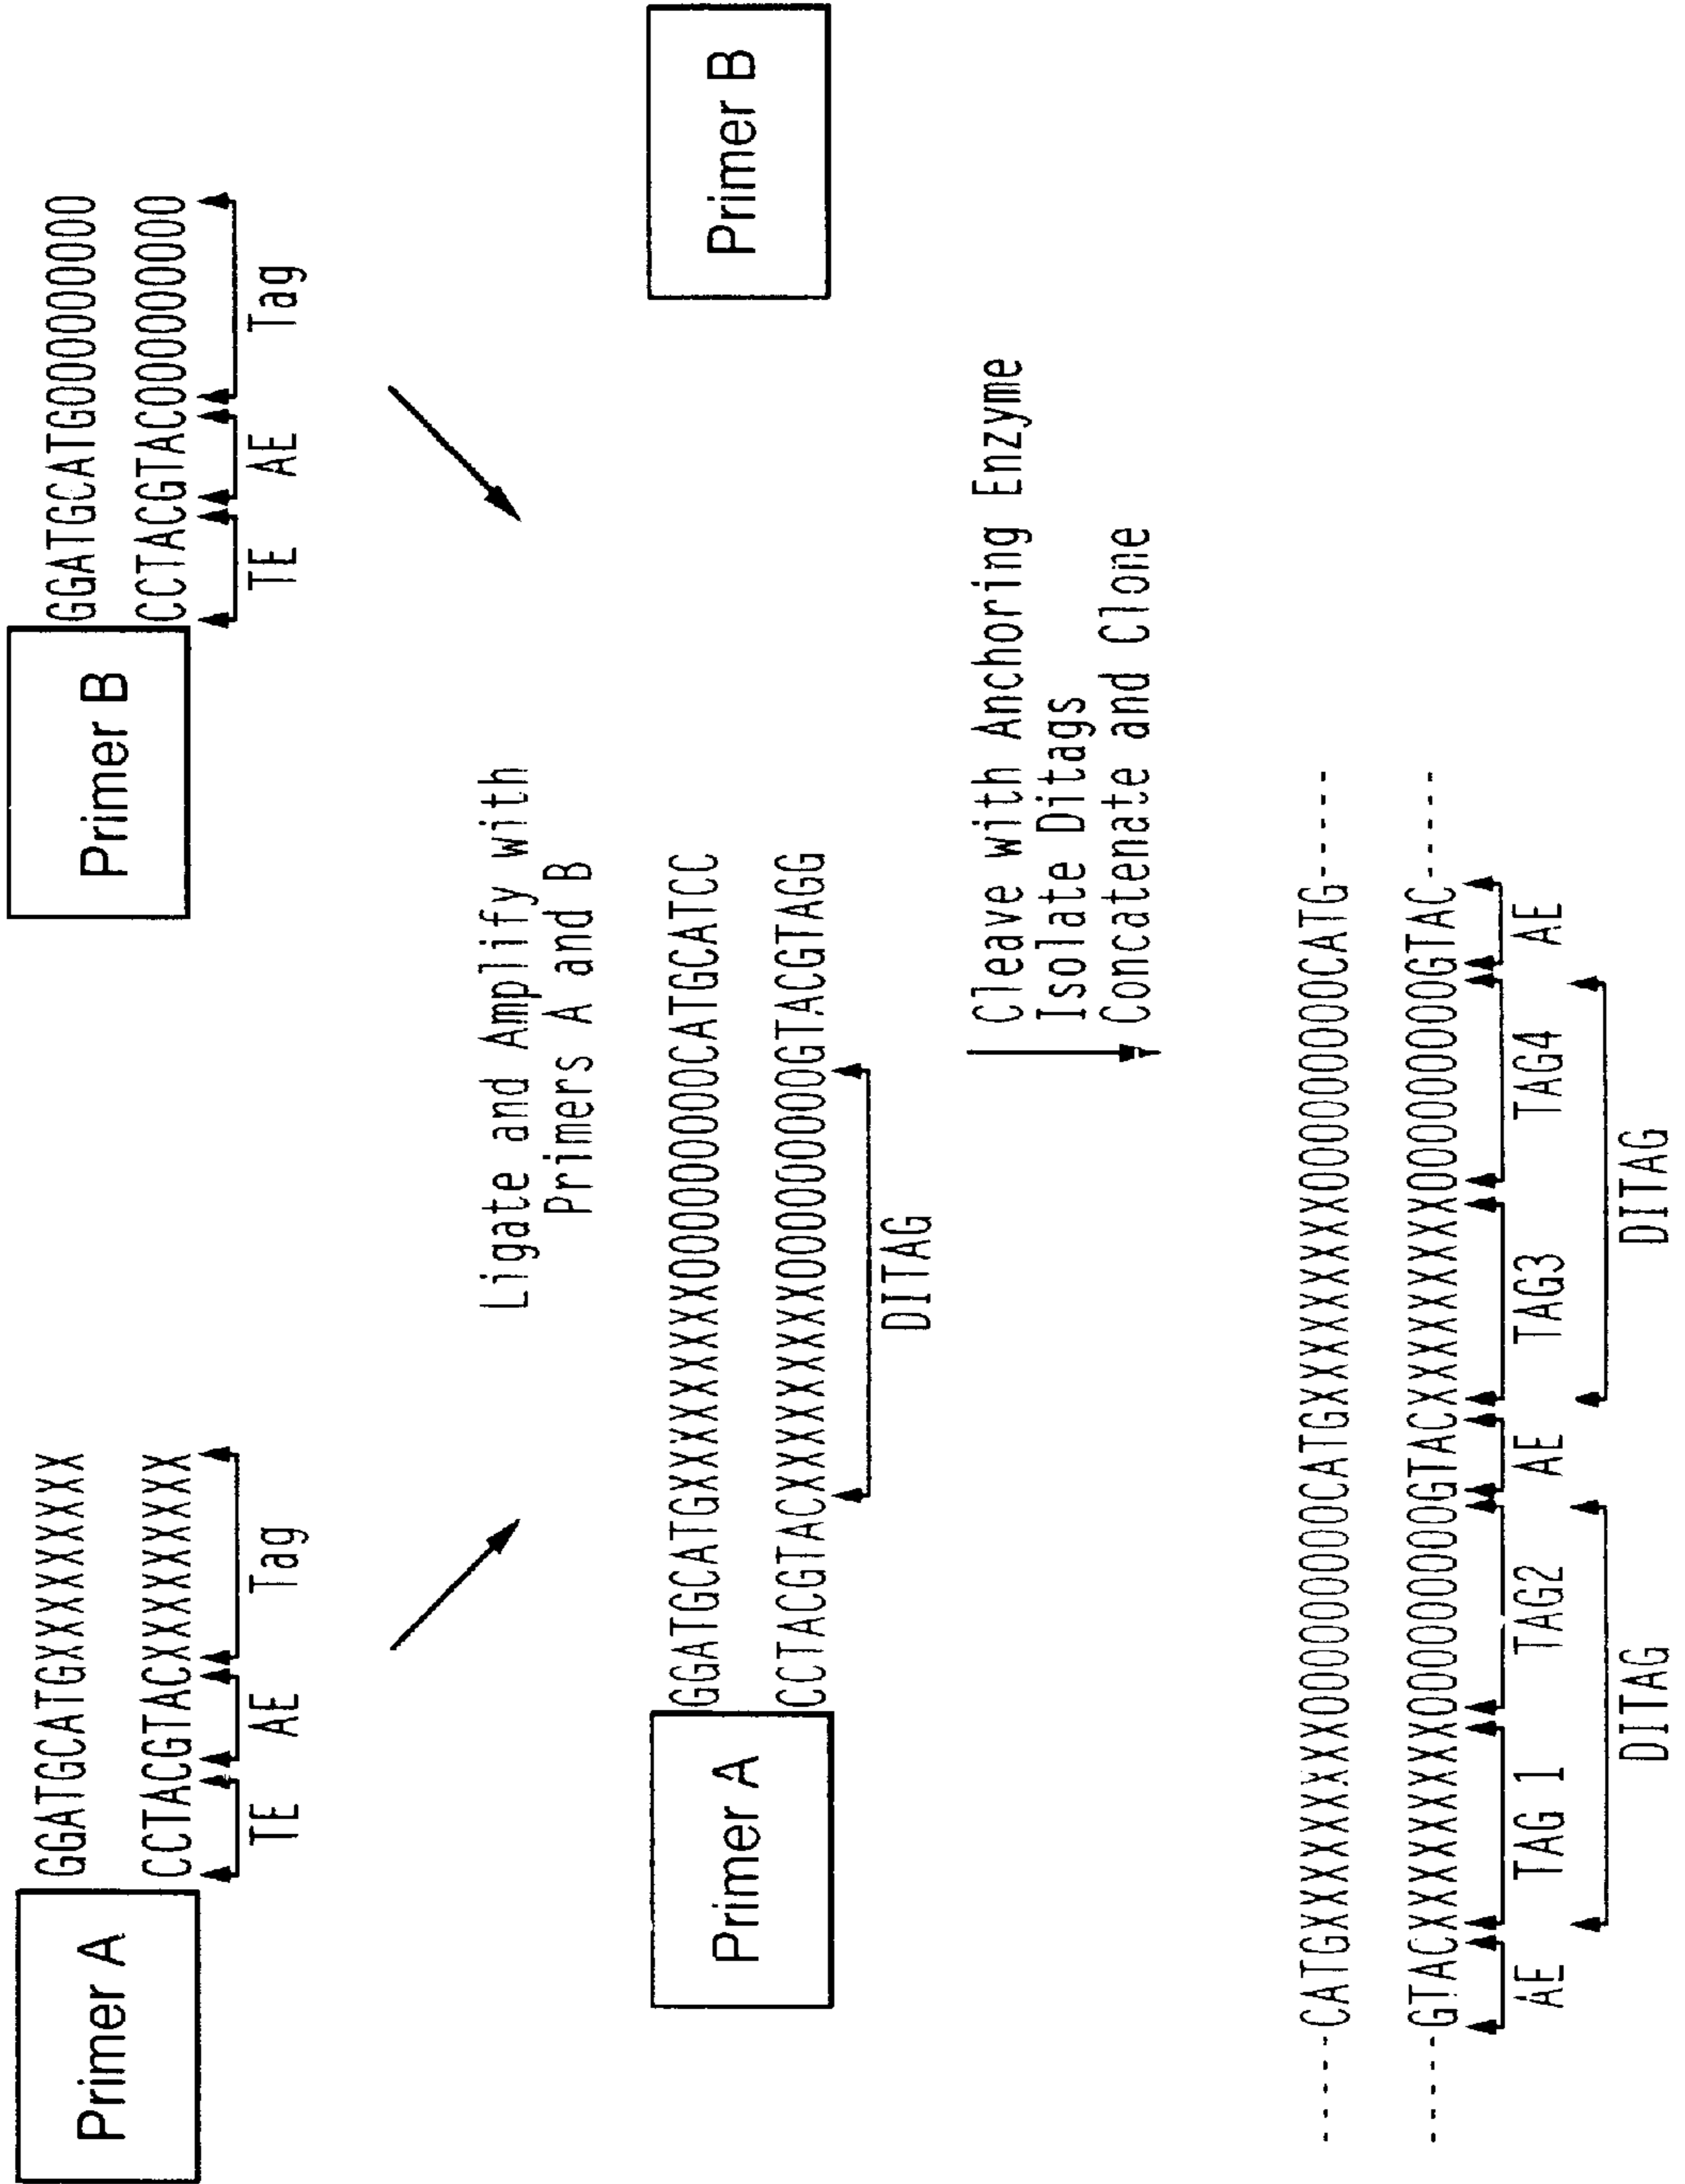 Primer A
GGATGCATGXXXXXXXXX
CCTACGTACXXXXXXXXX
TE AE Tag
Primer B
GGATGCATGOOOOOOOOO
CCTACGTACOOOOOOOOO
TE AE Tag
Ligate and Amplify with
Primers A and B
Primer A
GGATGCATGXXXXXXXXXOOOOOOOOOCATGCATCC
CCTACGTACXXXXXXXXXOOOOOOOOOGTACGTAGG
Primer B
DITAG
Cleave with Anchoring Enzyme
Isolate Ditags
Concatenate and Clone
-----CATGXXXXXXXXXOOOOOOOOOCATGXXXXXXXXXOOOOOOOOOCATG-----
-----GTACXXXXXXXXXOOOOOOOOOGTACXXXXXXXXXOOOOOOOOOGTAC-----
AE TAG 1 TAG2 AE TAG3 TAG4 AE
DITAG DITAG